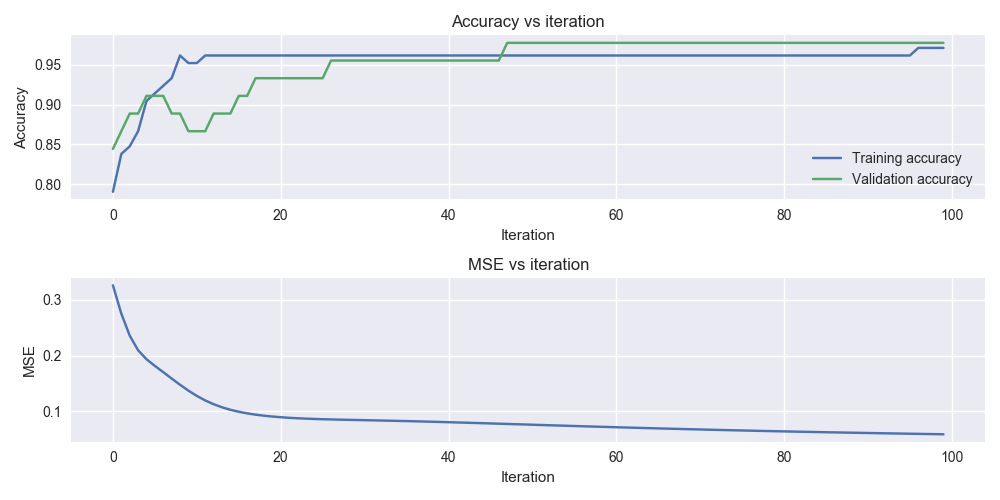 Accuracy vs iteration
Accuracy
0.95
0.90
0.85
0.80
Training accuracy
Validation accuracy
0 20 40 60 80 100
Iteration
MSE vs iteration
MSE
0.3
0.2
0.1
0 20 40 60 80 100
Iteration